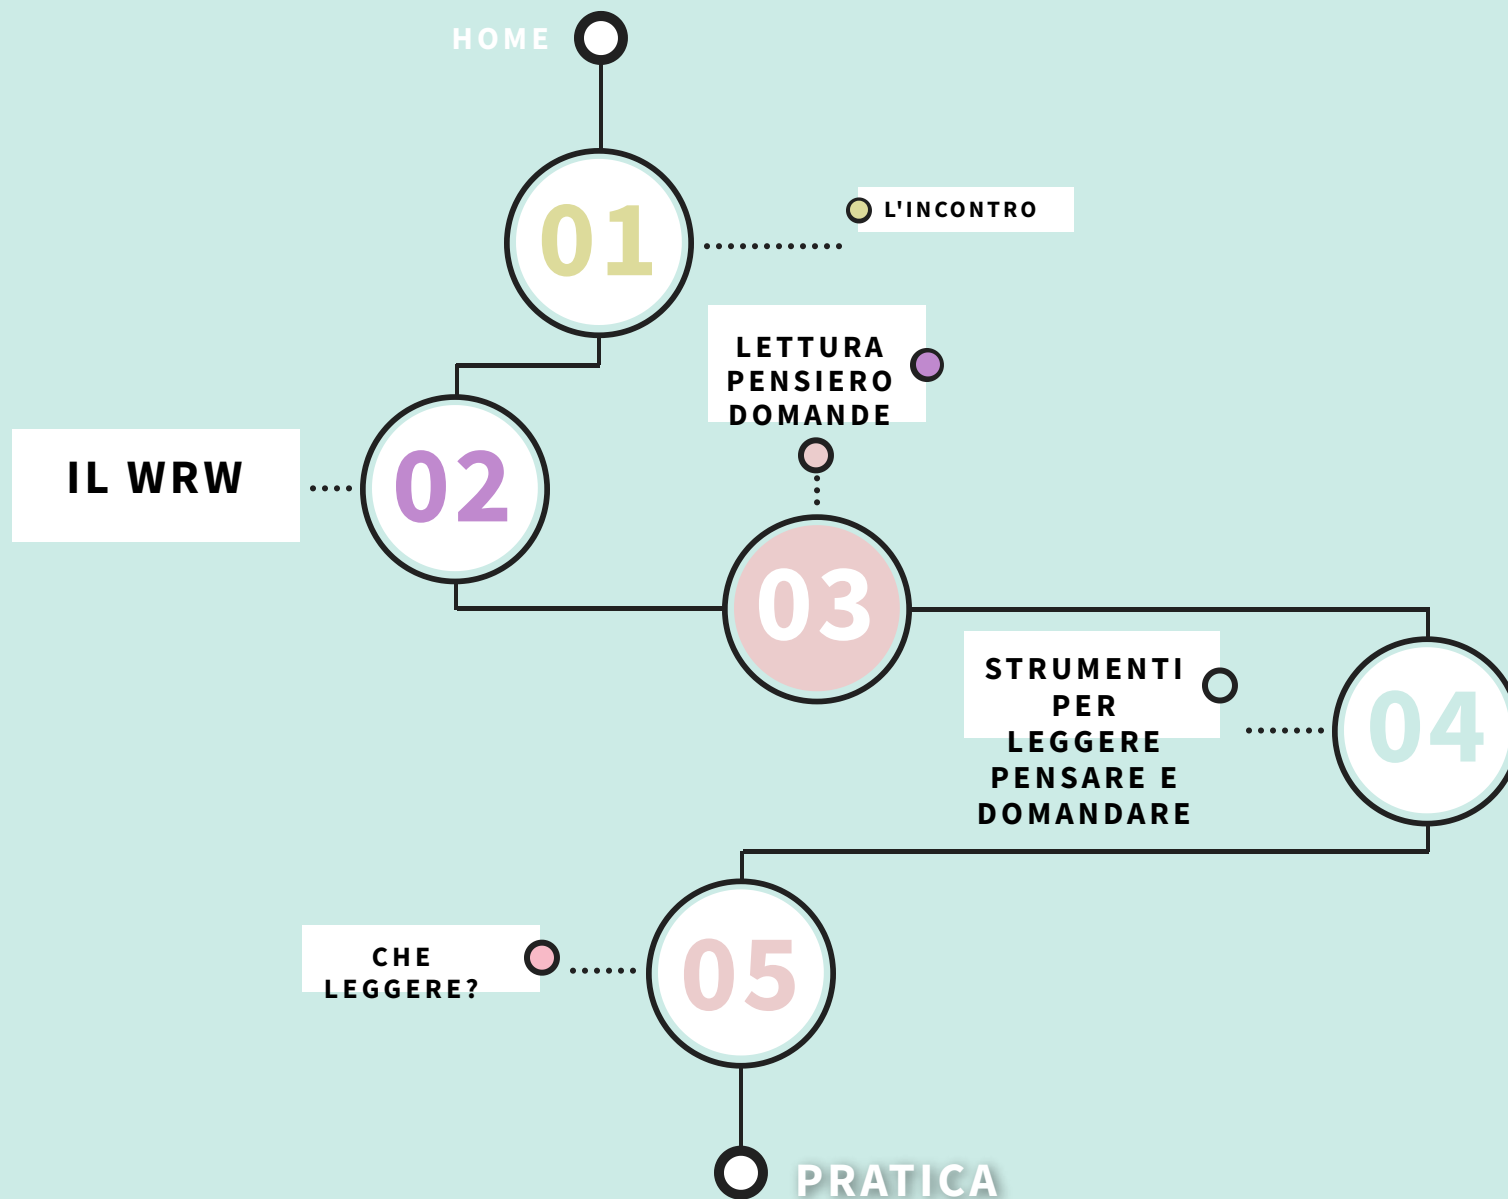 HOME
01
L'INCONTRO
LETTURA
PENSIERO
DOMANDE
IL WRW
02
03
STRUMENTI
PER
LEGGERE
PENSARE E
DOMANDARE
04
CHE
LEGGERE?
05
PRATICA